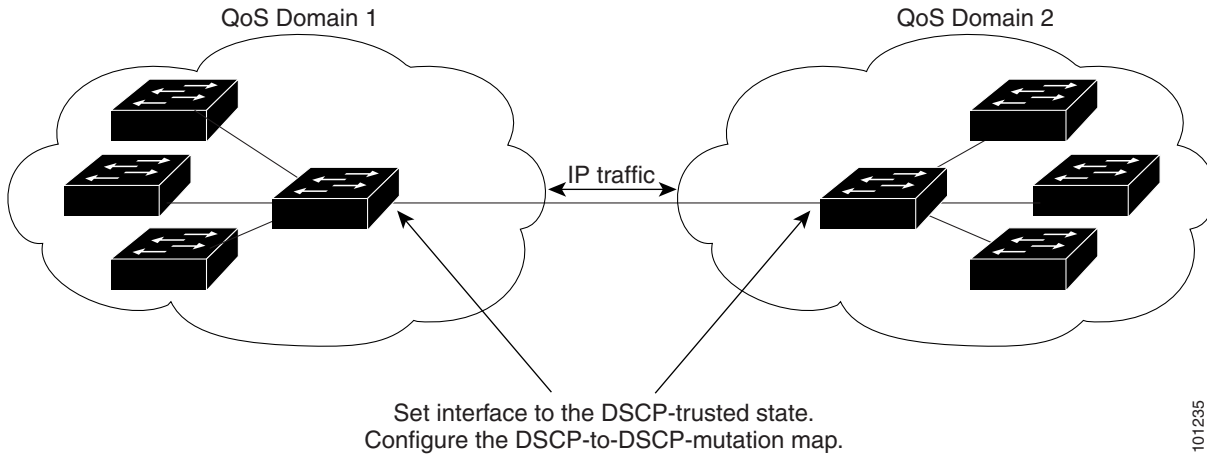 QoS Domain 1
QoS Domain 2
IP traffic
Set interface to the DSCP-trusted state.
Configure the DSCP-to-DSCP-mutation map.
101235